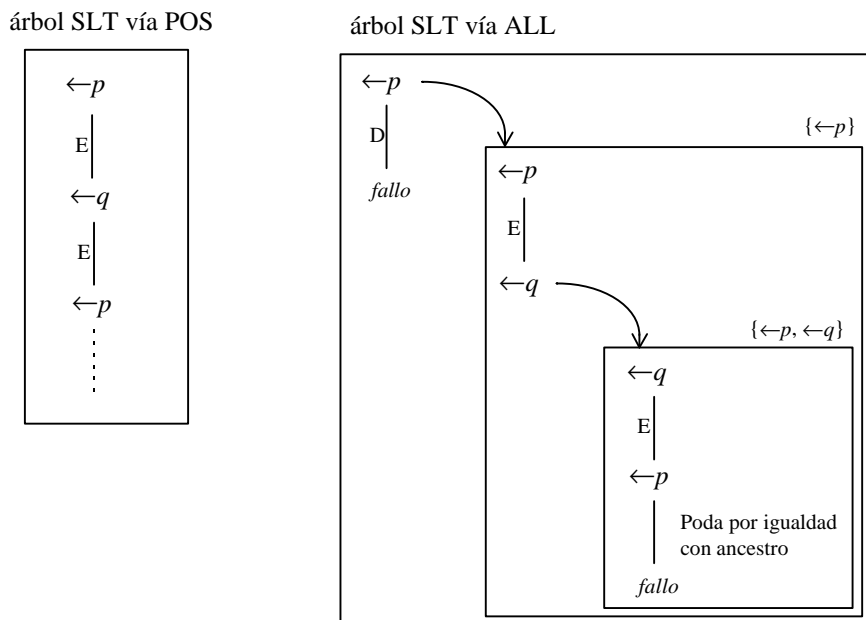 árbol SLT vía POS
←p
E
←q
E
←p
árbol SLT vía ALL
←p
D
fallo
{←p}
←p
E
←q
{←p, ←q}
←q
E
←p
Poda por igualdad
con ancestro
fallo